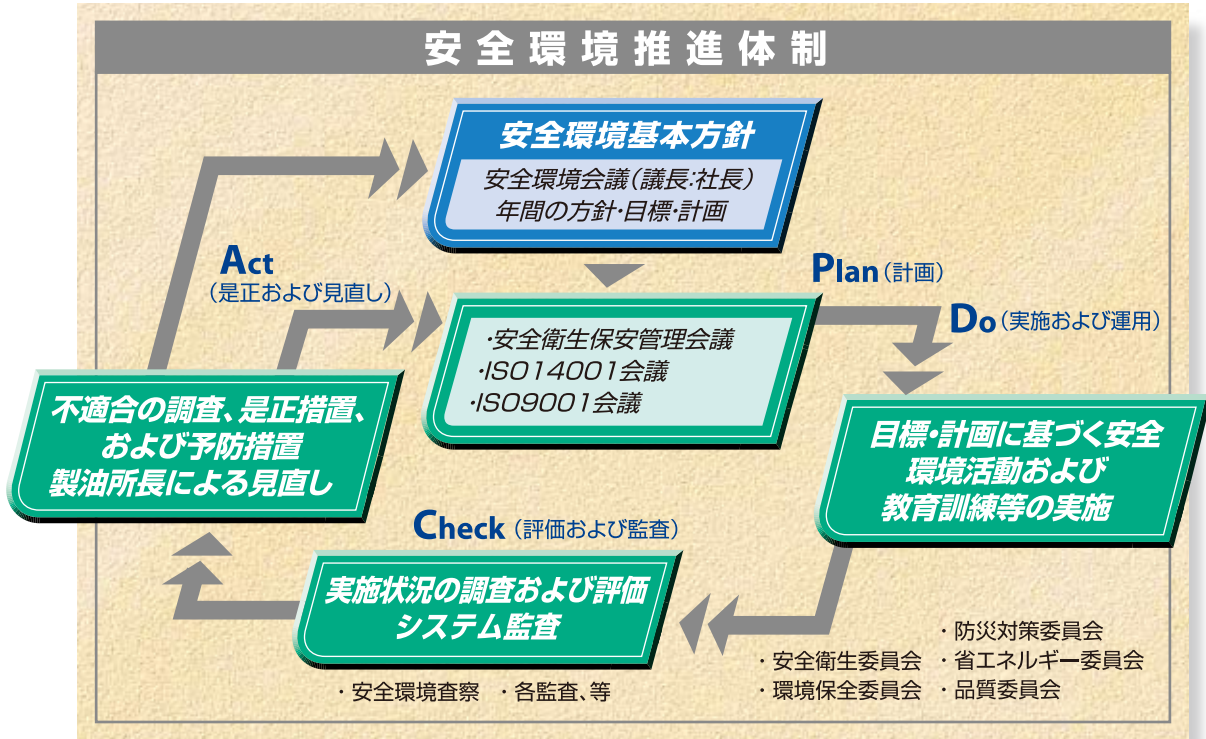 安全環境推進体制
安全環境基本方針
安全環境会議(議長:社長)
年間の方針・目標・計画
Act
(是正および見直し)
Plan(計画)
Do(実施および運用)
・安全衛生保安管理会議
・ISO14001会議
・ISO9001会議
不適合の調査、是正措置、
および予防措置
製油所長による見直し
目標・計画に基づく安全
環境活動および
教育訓練等の実施
Check(評価および監査)
実施状況の調査および評価
システム監査
・安全環境査察 ・各監査、等
・防災対策委員会
・安全衛生委員会 ・省エネルギー委員会
・環境保全委員会 ・品質委員会